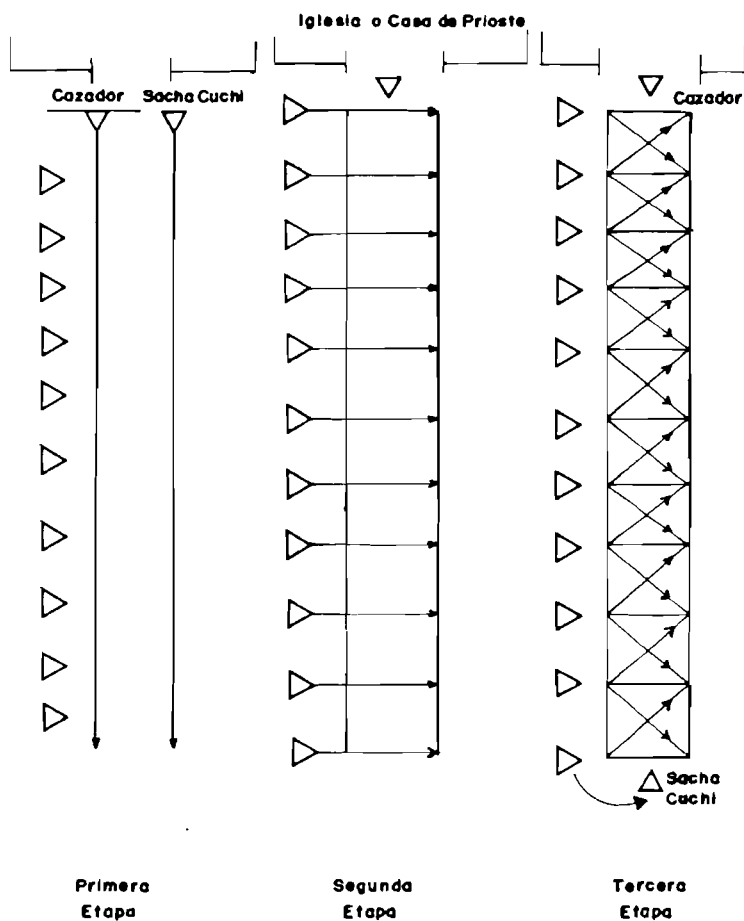 Iglesia o Casa de Prioste
Cazador
Sacha Cuchi
Cazador
Sacha
Cuchi
Primera
Etapa
Segunda
Etapa
Tercera
Etapa